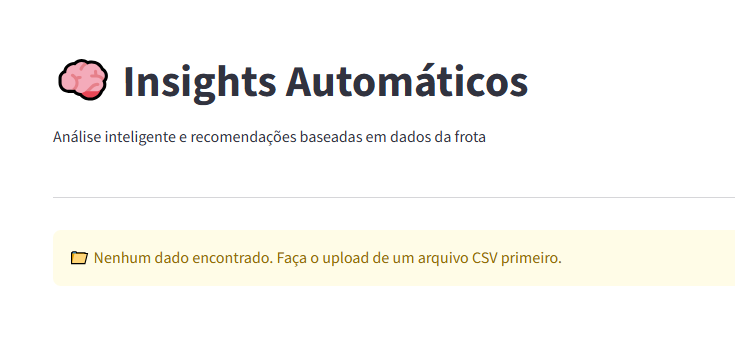 Insights Automáticos
Análise inteligente e recomendações baseadas em dados da frota
Nenhum dado encontrado. Faça o upload de um arquivo CSV primeiro.